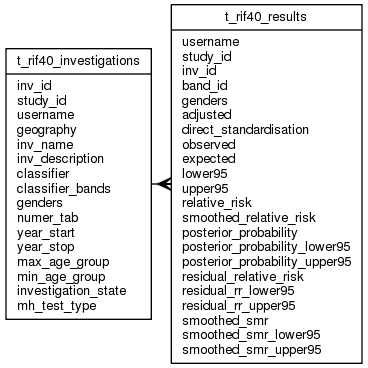 t_rif40_investigations
inv_id
study_id
username
geography
inv_name
inv_description
classifier
classifier_bands
genders
numer_tab
year_start
year_stop
max_age_group
min_age_group
investigation_state
mh_test_type
t_rif40_results
username
study_id
inv_id
band_id
genders
adjusted
direct_standardisation
observed
expected
lower95
upper95
relative_risk
smoothed_relative_risk
posterior_probability
posterior_probability_lower95
posterior_probability_upper95
residual_relative_risk
residual_rr_lower95
residual_rr_upper95
smoothed_smr
smoothed_smr_lower95
smoothed_smr_upper95